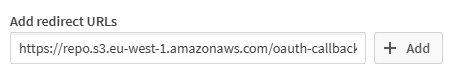 Add redirect URLs
https://repo.s3.eu-west-1.amazonaws.com/oauth-callback
+ Add